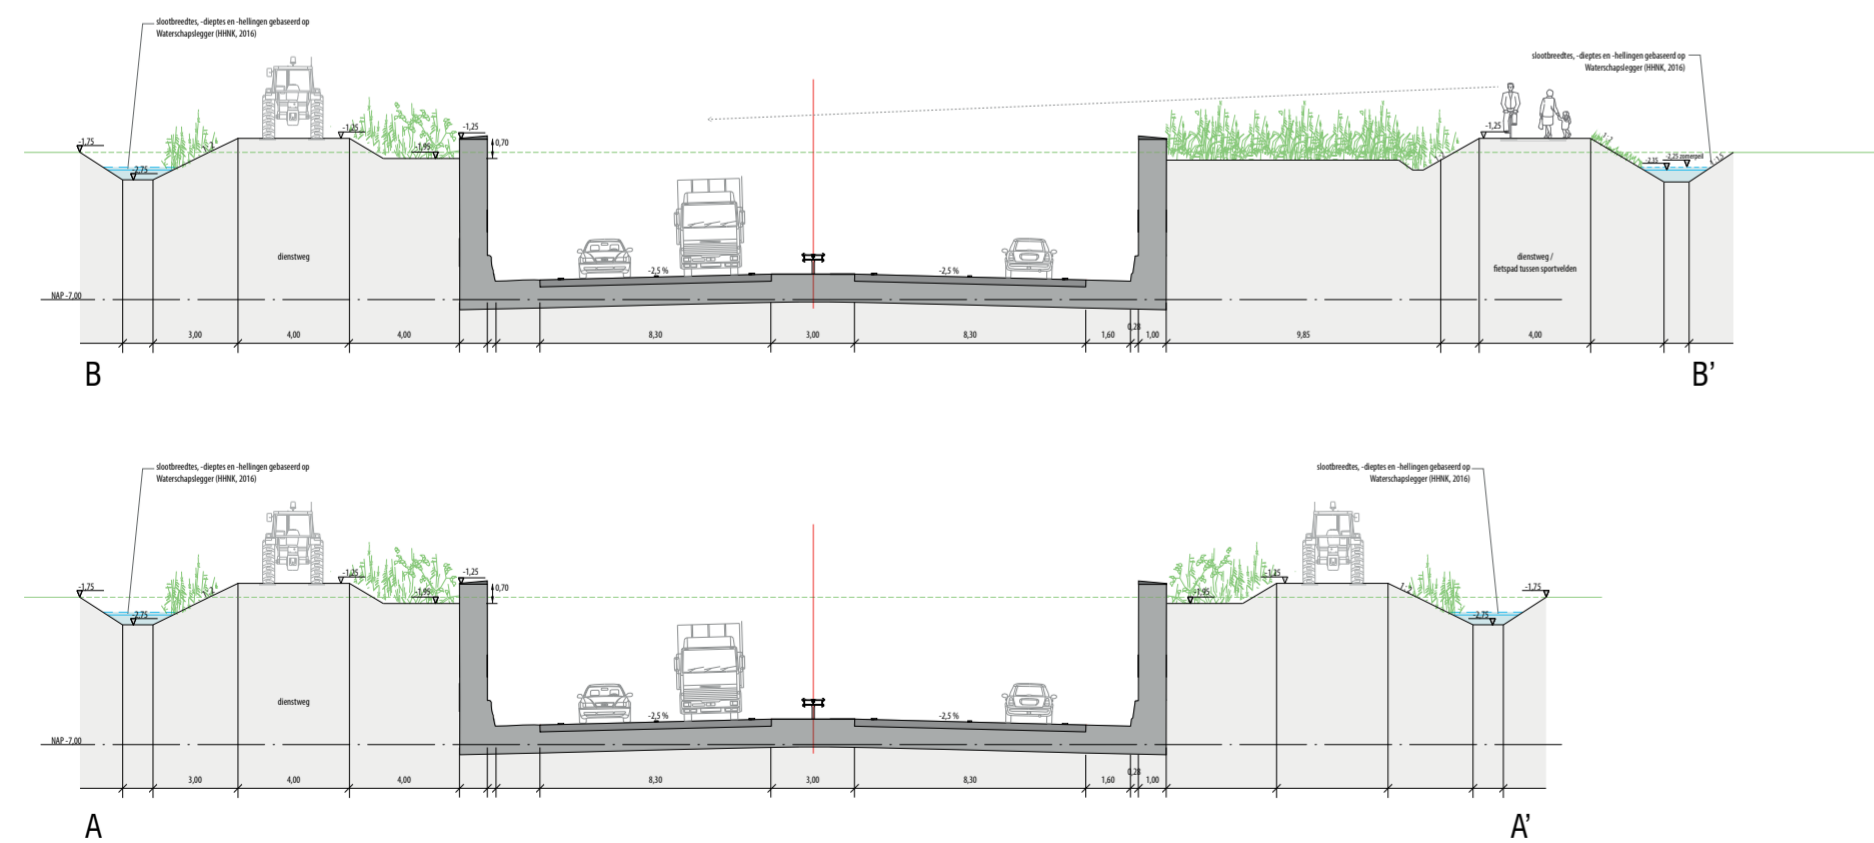 slootbreedtes, -dieptes en -hellingen gebaseerd op
Waterschapslegger (HHNK, 2016)
slootbreedtes, -dieptes en -hellingen gebaseerd op
Waterschapslegger (HHNK, 2016)
-1,75
-2,75
-1,25
-1,95
-1,25
0,70
-1,25
-2,25 zomerpeil
-2,5 %
-2,5 %
dienstweg
dienstweg /
fietspad tussen sportvelden
NAP -7,00
3,00
4,00
4,00
8,30
3,00
8,30
1,60
0,28
1,00
9,85
4,00
B
B’
slootbreedtes, -dieptes en -hellingen gebaseerd op
Waterschapslegger (HHNK, 2016)
slootbreedtes, -dieptes en -hellingen gebaseerd op
Waterschapslegger (HHNK, 2016)
-1,75
-2,75
-1,25
-1,95
-1,25
0,70
-1,95
-1,25
-2,75
-1,75
-2,5 %
-2,5 %
dienstweg
NAP -7,00
3,00
4,00
4,00
8,30
3,00
8,30
1,60
0,28
1,00
A
A’